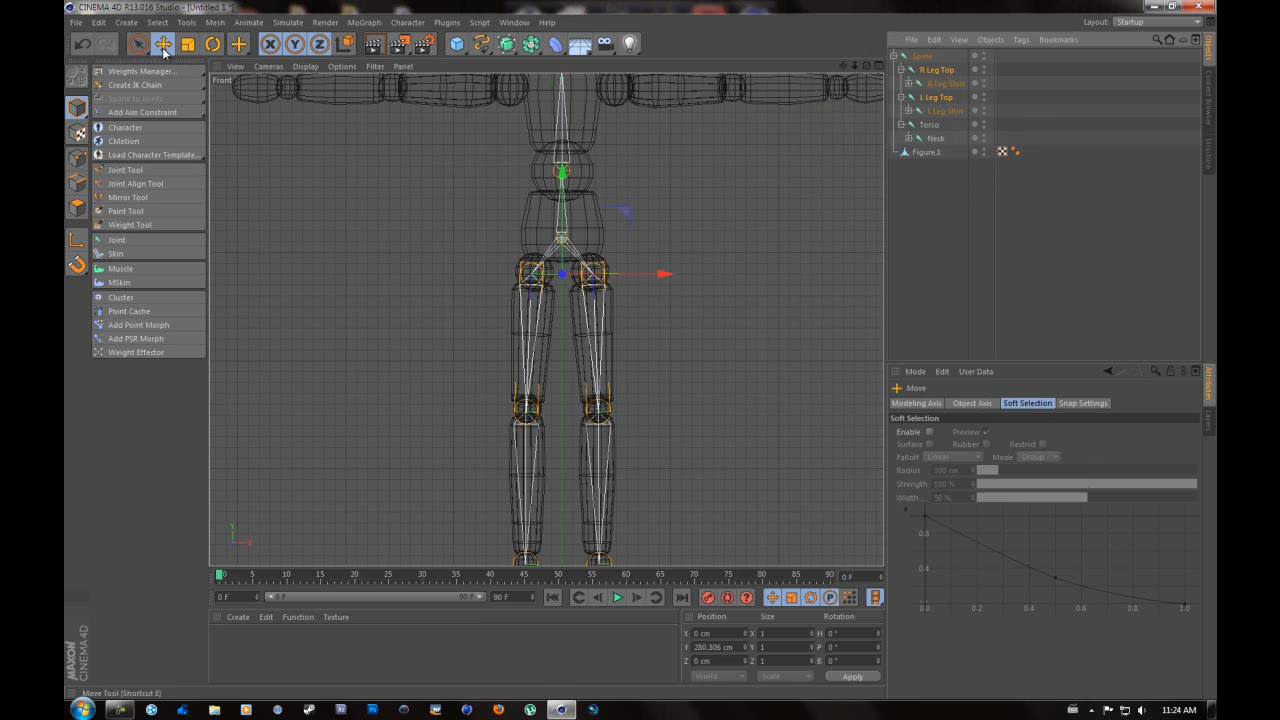 CINEMA 4D R13.016 Studio - [Untitled 1 *]
File Edit Create Select Tools Mesh Animate Simulate Render MoGraph Character Plugins Script Window Help
Layout: Startup
File Edit View Objects Tags Bookmarks
View Cameras Display Options Filter Panel
Front
Weights Manager...
Create IK Chain
Spline to Joints
Add Aim Constraint
Character
CMotion
Load Character Template...
Joint Tool
Joint Align Tool
Mirror Tool
Paint Tool
Weight Tool
Joint
Skin
Muscle
MSkin
Cluster
Point Cache
Add Point Morph
Add PSR Morph
Weight Effector
Spine
R Leg Top
R Leg Shin
L Leg Top
L Leg Shin
Torso
Neck
Figure.1
Objects
Content Browser
Structure
Mode Edit User Data
Move
Modeling Axis Object Axis Soft Selection Snap Settings
Soft Selection
Enable Preview
Surface Rubber Restrict
Falloff Linear Mode Group
Radius 100 cm
Strength 100 %
Width 50 %
0.8
0.4
0.0 0.2 0.4 0.6 0.8 1.0
Attributes
Layers
Y
X
0 5 10 15 20 25 30 35 40 45 50 55 60 65 70 75 80 85 90 0 F
0 F 0 F 90 F 90 F
P
Create Edit Function Texture
Position Size Rotation
X 0 cm X 1 H 0 °
Y 280.306 cm Y 1 P 0 °
Z 0 cm Z 1 B 0 °
World Scale Apply
MAXON CINEMA 4D
Move Tool [Shortcut E]
11:24 AM